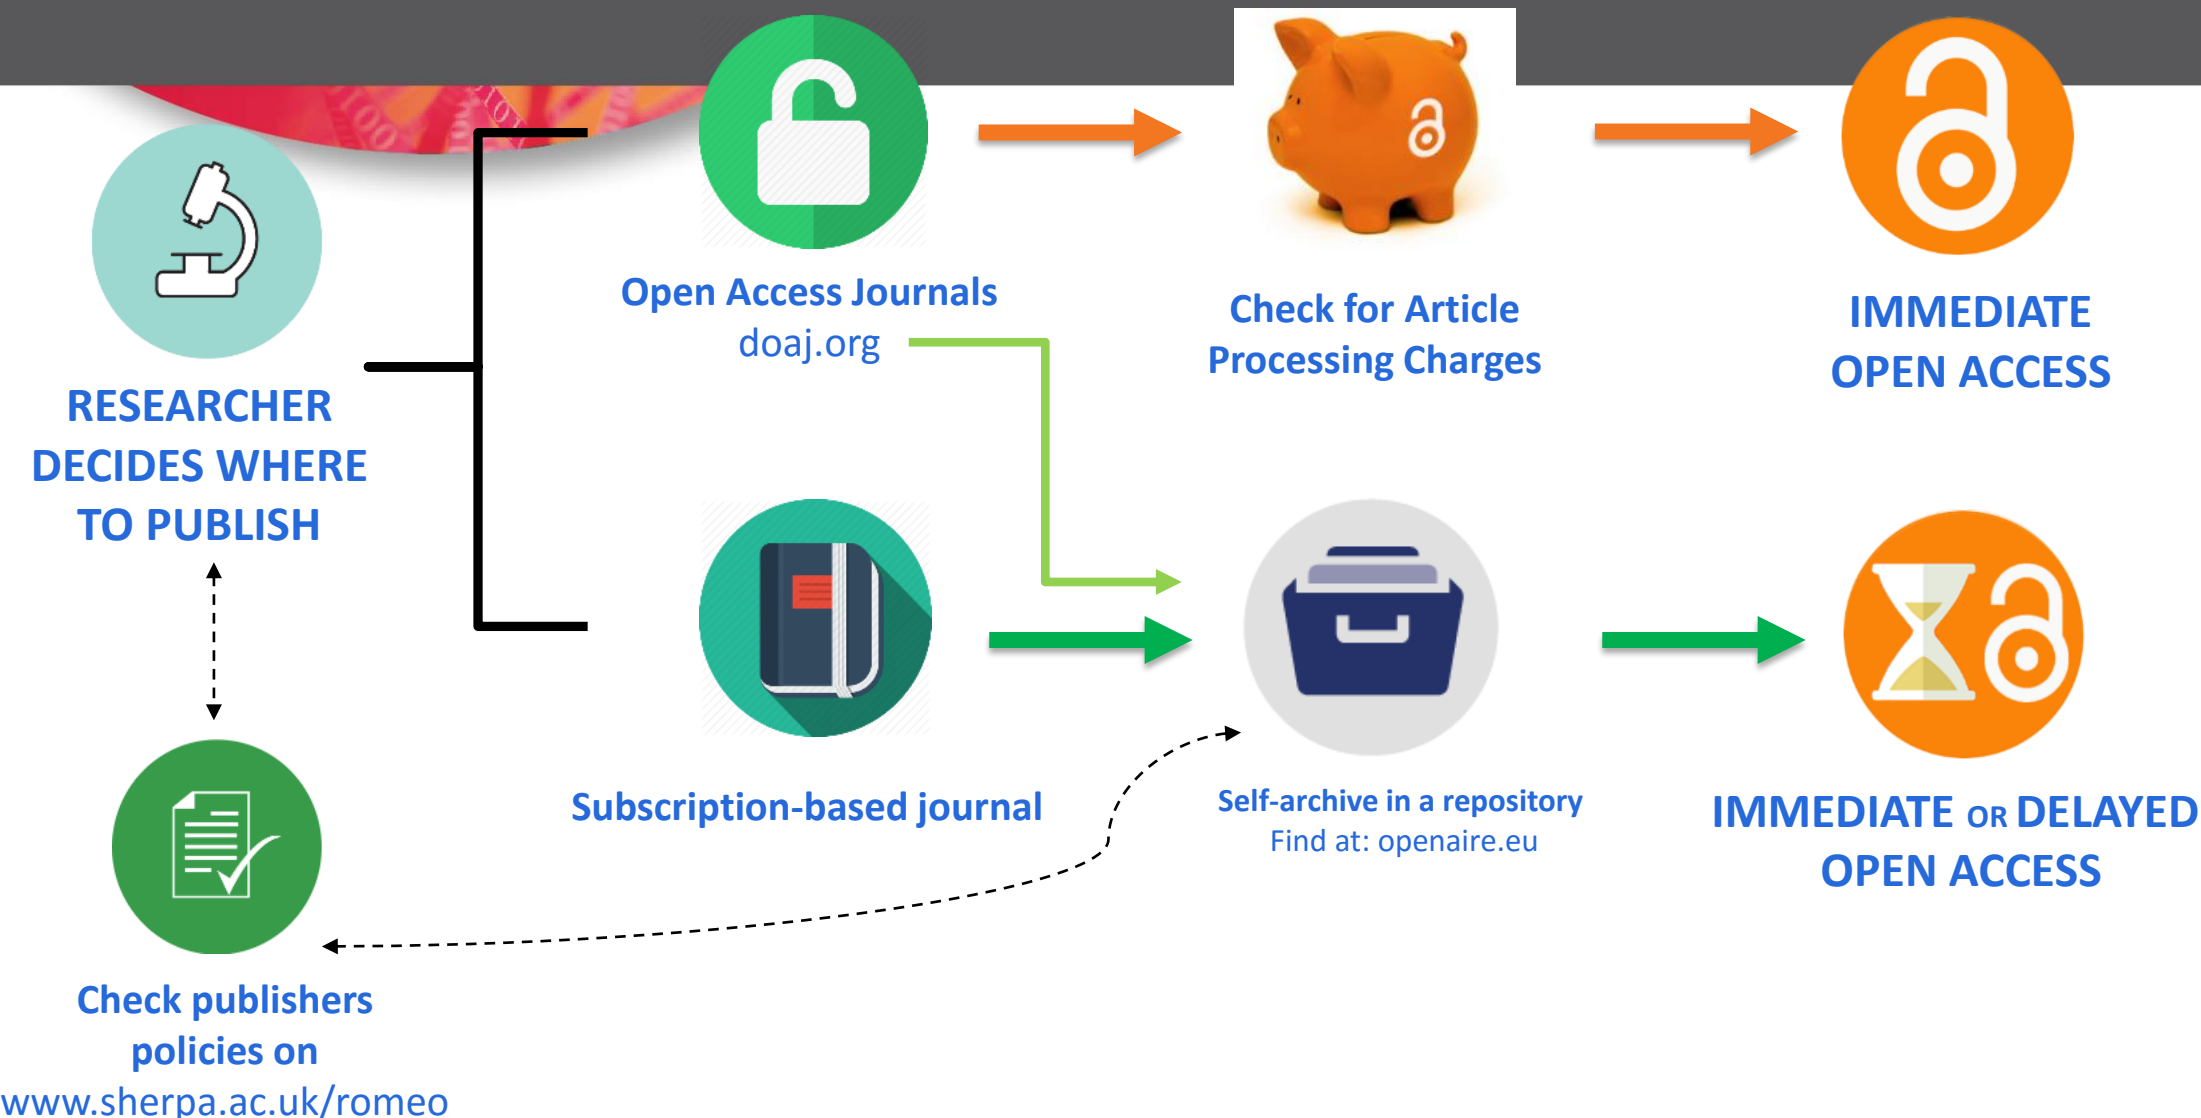 RESEARCHER
DECIDES WHERE
TO PUBLISH
Open Access Journals
doaj.org
Check for Article
Processing Charges
IMMEDIATE
OPEN ACCESS
Subscription-based journal
Self-archive in a repository
Find at: openaire.eu
IMMEDIATE OR DELAYED
OPEN ACCESS
Check publishers
policies on
www.sherpa.ac.uk/romeo